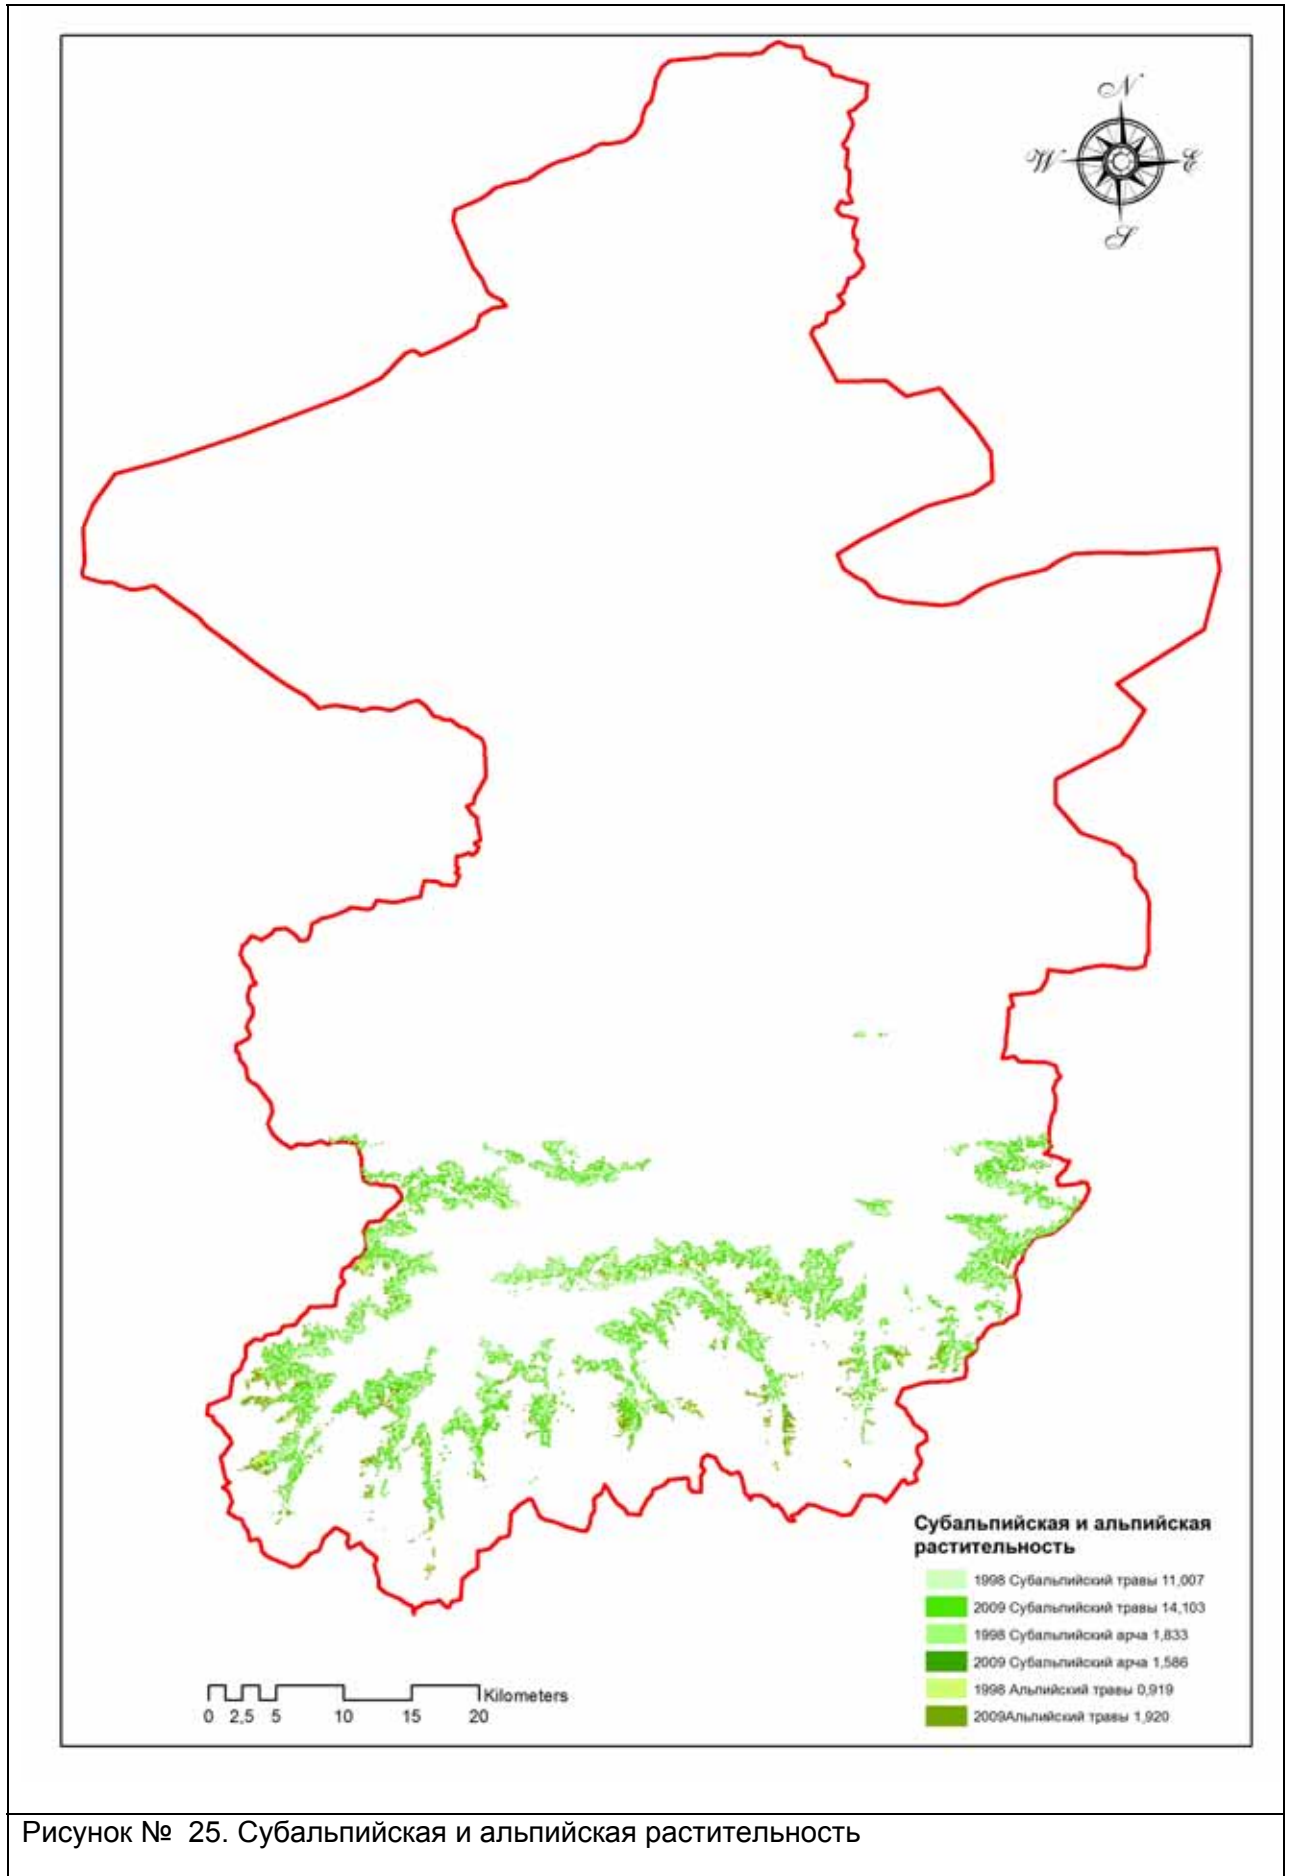 N
W E
S
Субальпийская и альпийская
растительность
1998 Субальпийский травы 11,007
2009 Субальпийский травы 14,103
1998 Субальпийский арча 1,833
2009 Субальпийский арча 1,586
1998 Альпийский травы 0,919
2009Альпийский травы 1,920
Kilometers
0 2,5 5 10 15 20
Рисунок № 25. Субальпийская и альпийская растительность